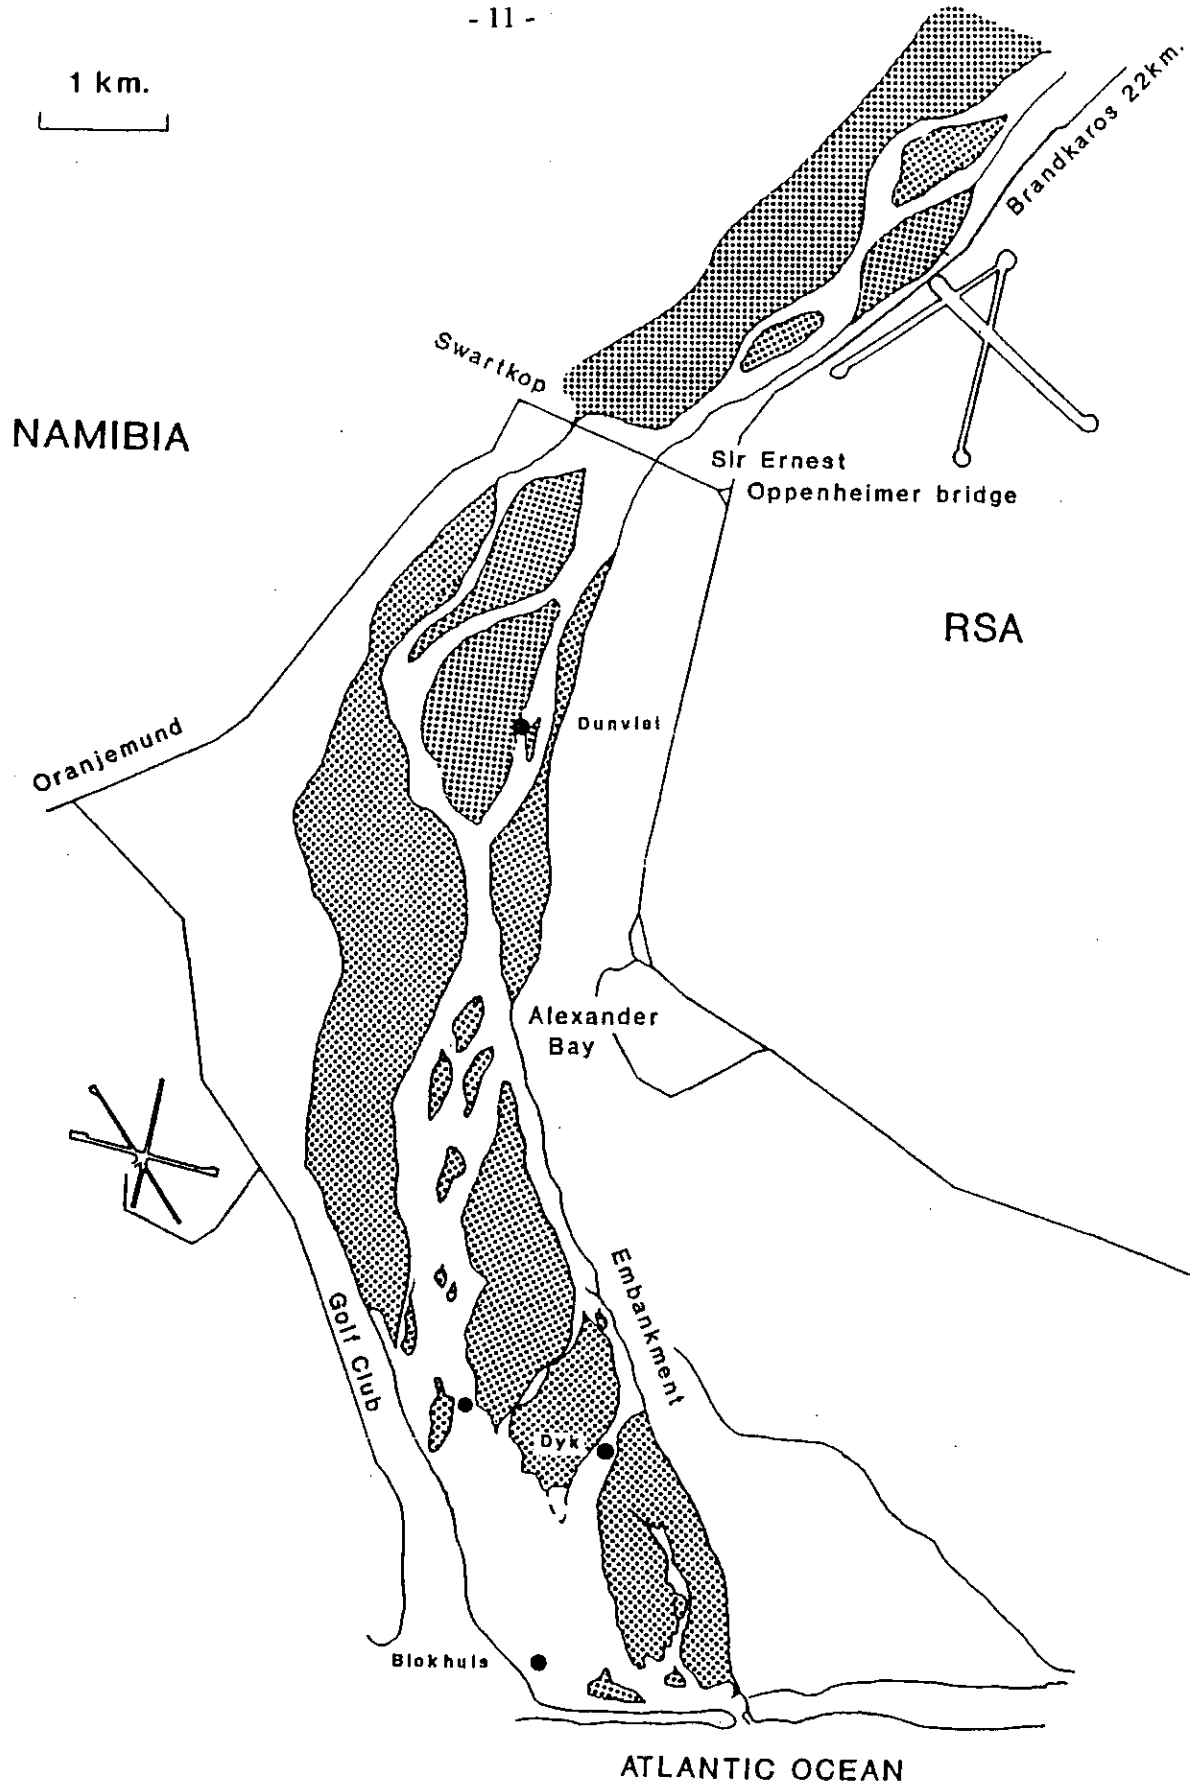 - 11 -
1 km.
Brandkaros 22km.
Swartkop
NAMIBIA
Sir Ernest
Oppenheimer bridge
RSA
Dunvlei
Oranjemund
Alexander
Bay
Embankment
Golf Club
Dyk
Blokhuis
ATLANTIC OCEAN